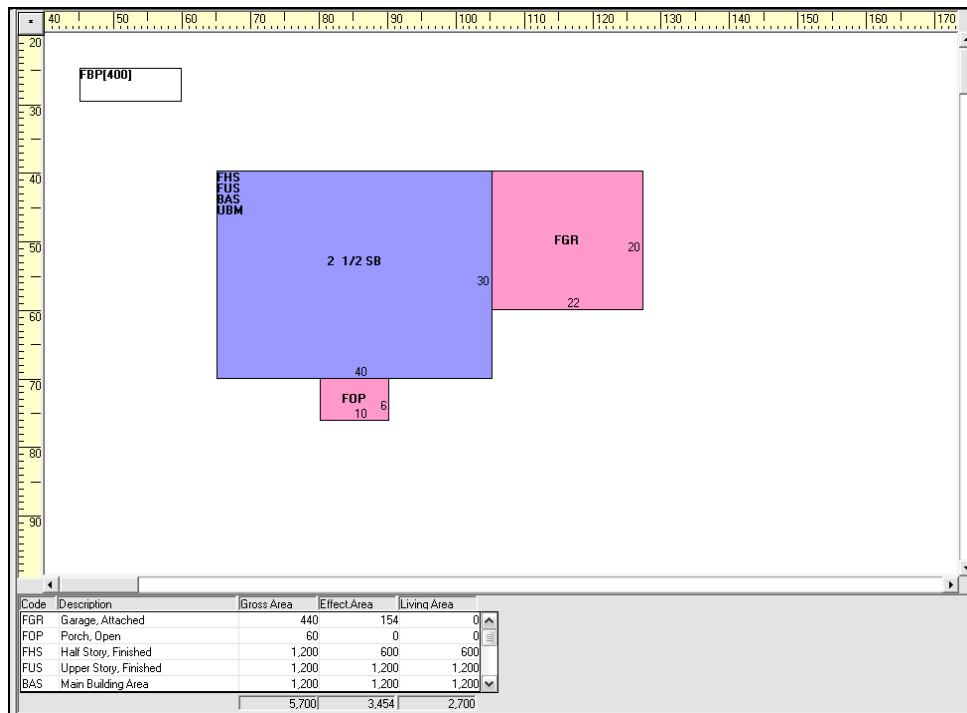 40 50 60 70 80 90 100 110 120 130 140 150 160 170
20
FBP[400]
30
40
FHS
FUS
BAS
UBM
FGR
50
20
2 1/2 SB
30
60
22
40
70
FOP
6
10
80
90
Code Description Gross Area Effect.Area Living Area
FGR Garage, Attached 440 154 0
FOP Porch, Open 60 0 0
FHS Half Story, Finished 1,200 600 600
FUS Upper Story, Finished 1,200 1,200 1,200
BAS Main Building Area 1,200 1,200 1,200
5,700 3,454 2,700